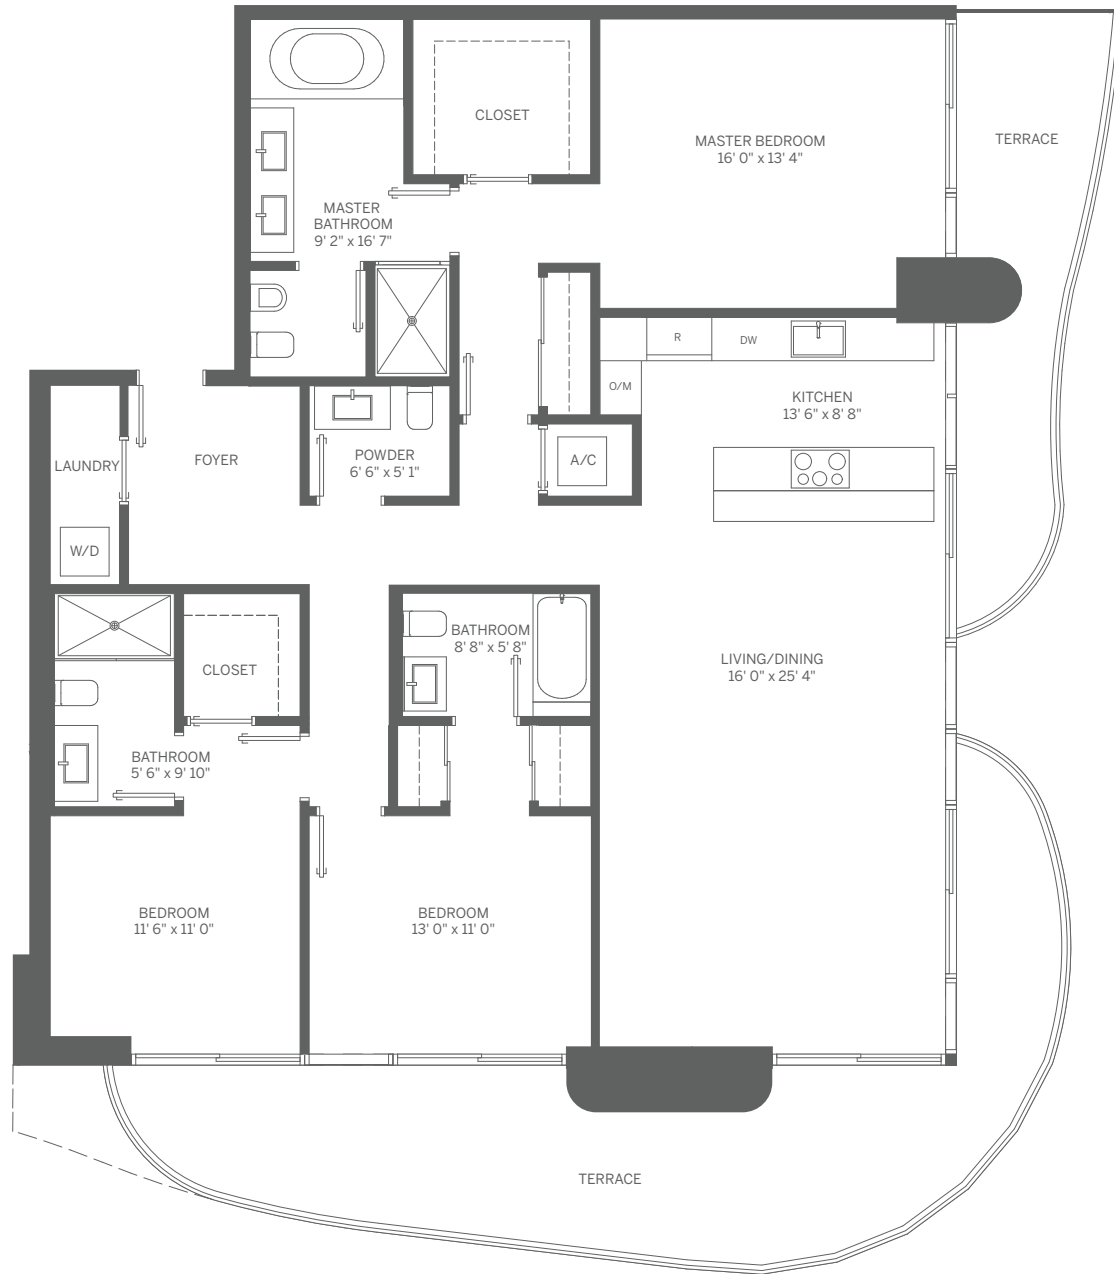 CLOSET
MASTER BEDROOM
16' 0" x 13' 4"
TERRACE
MASTER
BATHROOM
9' 2" x 16' 7"
R
DW
O/M
KITCHEN
13' 6" x 8' 8"
LAUNDRY
FOYER
POWDER
6' 6" x 5' 1"
A/C
W/D
BATHROOM
8' 8" x 5' 8"
CLOSET
LIVING/DINING
16' 0" x 25' 4"
BATHROOM
5' 6" x 9' 10"
BEDROOM
11' 6" x 11' 0"
BEDROOM
13' 0" x 11' 0"
TERRACE